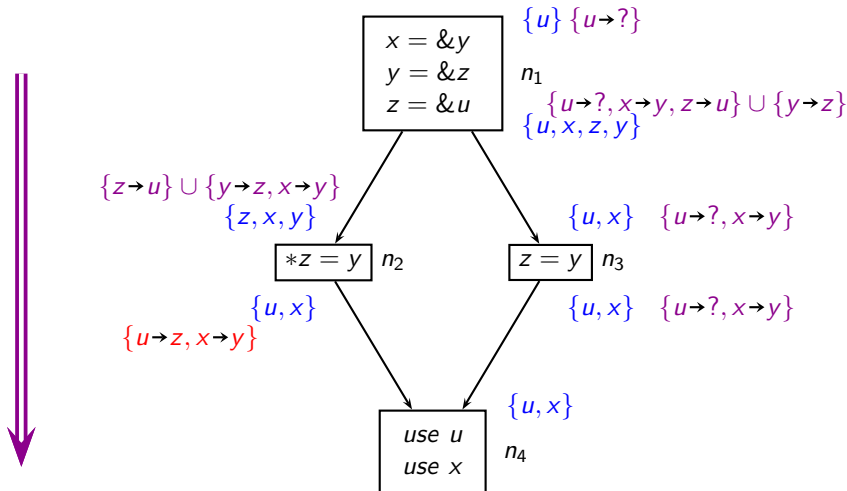 {u} {u→?}
x = &y
y = &z
z = &u
n₁
{u→?, x→y, z→u} ∪ {y→z}
{u, x, z, y}
{z→u} ∪ {y→z, x→y}
{z, x, y}
{u, x} {u→?, x→y}
*z = y n₂
z = y n₃
{u, x}
{u, x} {u→?, x→y}
{u→z, x→y}
{u, x}
use u
use x
n₄